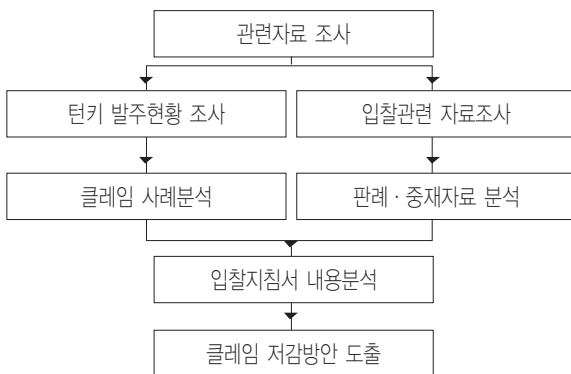 관련자료 조사
턴키 발주현황 조사
입찰관련 자료조사
클레임 사례분석
판례·중재자료 분석
입찰지침서 내용분석
클레임 저감방안 도출